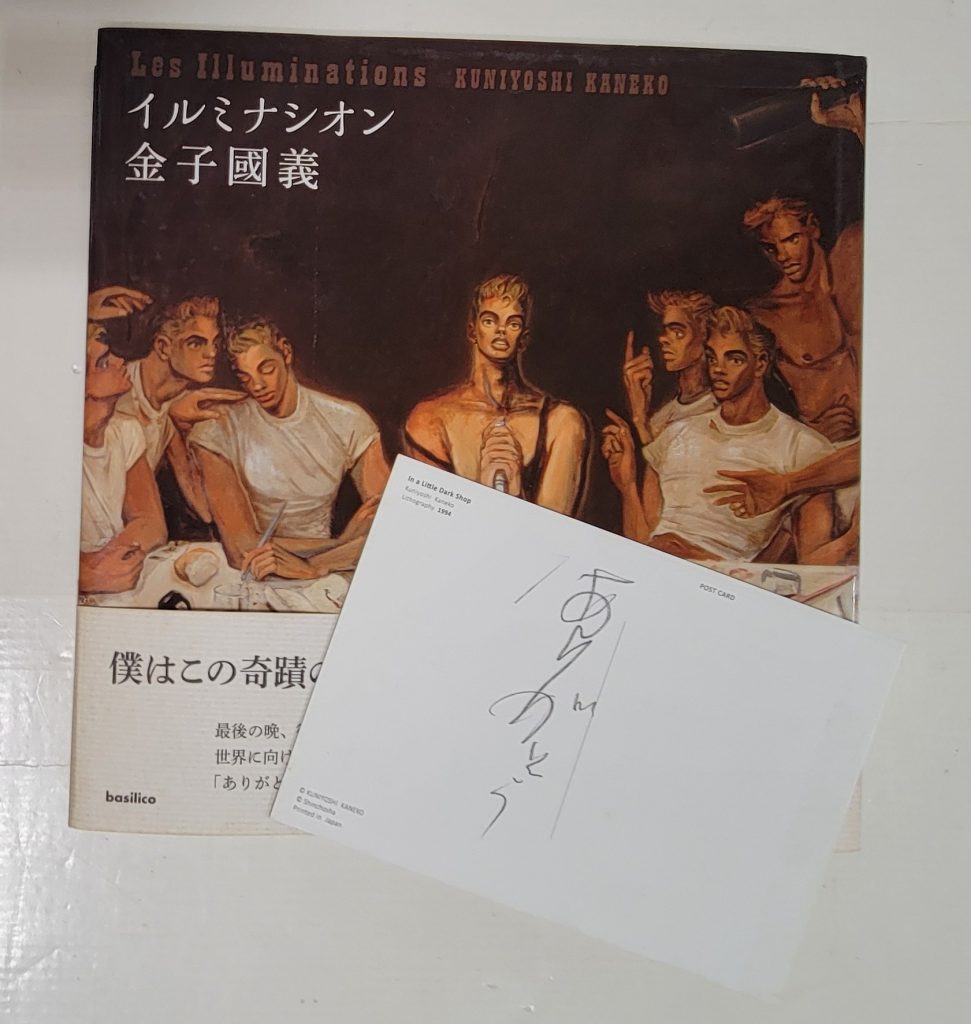 Les Illuminations KUNIYOSHI KANEKO
イルミナシオン
金子國義
僕はこの奇蹟の
最後の晩、
世界に向け
「ありがと
basilico
In a Little Dark Shop
Kuniyoshi Kaneko
Lithography 1994
POST CARD
ありがとう
© KUNIYOSHI KANEKO
© Shinchosha
Printed in Japan